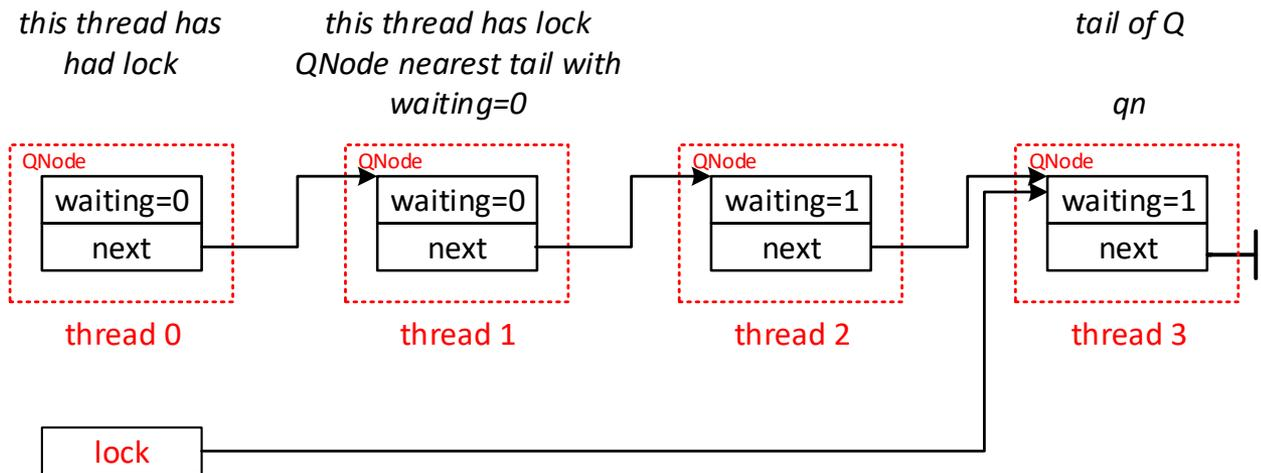 this thread has
had lock
this thread has lock
QNode nearest tail with
waiting=0
tail of Q
qn
QNode
waiting=0
next
thread 0
QNode
waiting=0
next
thread 1
QNode
waiting=1
next
thread 2
QNode
waiting=1
next
thread 3
lock